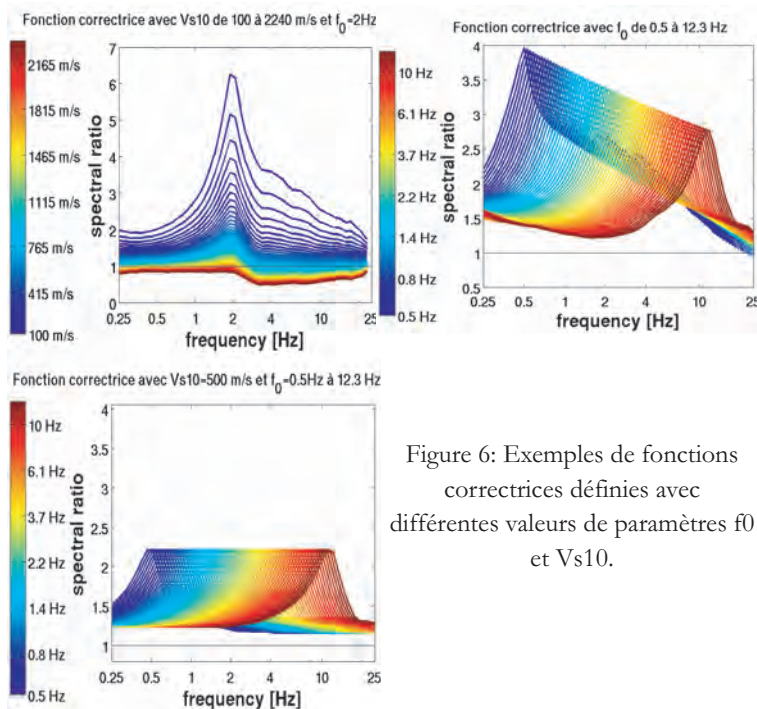 Fonction correctrice avec Vs10 de 100 à 2240 m/s et f0=2Hz
2165 m/s
1815 m/s
1465 m/s
1115 m/s
765 m/s
415 m/s
100 m/s
spectral ratio
7
6
5
4
3
2
1
0
0.25 0.5 1 2 4 10 25
frequency [Hz]
Fonction correctrice avec f0 de 0.5 à 12.3 Hz
10 Hz
6.1 Hz
3.7 Hz
2.2 Hz
1.4 Hz
0.8 Hz
0.5 Hz
spectral ratio
4
3.5
3
2.5
2
1.5
1
0.5
0.25 0.5 1 2 4 10 25
frequency [Hz]
Fonction correctrice avec Vs10=500 m/s et f0=0.5Hz à 12.3 Hz
10 Hz
6.1 Hz
3.7 Hz
2.2 Hz
1.4 Hz
0.8 Hz
0.5 Hz
spectral ratio
4
3.5
3
2.5
2
1.5
1
0.25 0.5 1 2 4 10 25
frequency [Hz]
Figure 6: Exemples de fonctions
correctrices définies avec
différentes valeurs de paramètres f0
et Vs10.